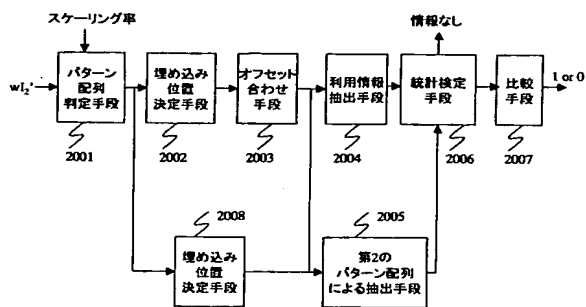 スケーリング率
情報なし
wI₂'
パターン
配列
判定手段
埋め込み
位置
決定手段
オフセット
合わせ
手段
利用情報
抽出手段
統計検定
手段
比較
手段
1 or 0
2001
2002
2003
2004
2006
2007
2008
2005
埋め込み
位置
決定手段
第2の
パターン配列
による抽出手段